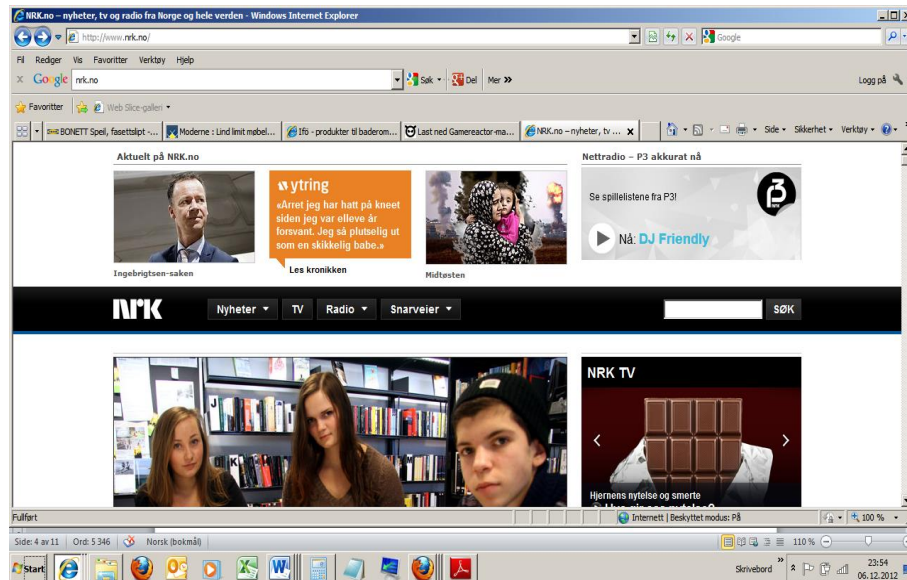 NRK.no – nyheter, tv og radio fra Norge og hele verden - Windows Internet Explorer
http://www.nrk.no/
Google
Fil Rediger Vis Favoritter Verktøy Hjelp
x Google nrk.no Søk Del Mer » Logg på
Favoritter Web Slice-galleri
BONETT Speil, fasettslipt -... Moderne : Lind limit møbel... Ifö - produkter til baderom... Last ned Gamereactor-ma... NRK.no – nyheter, tv ... x Side Sikkerhet Verktøy
Aktuelt på NRK.no
Nettradio – P3 akkurat nå
ytring
«Arret jeg har hatt på kneet
siden jeg var elleve år
forsvant. Jeg så plutselig ut
som en skikkelig babe.»
Les kronikken
Ingebrigtsen-saken
Midtøsten
Se spillelistene fra P3!
P3
Nå: DJ Friendly
NRK Nyheter TV Radio Snarveier SØK
NRK TV
Hjernens nytelse og smerte
Fullført
Internett | Beskyttet modus: På
100 %
Side: 4 av 11 Ord: 5 346 Norsk (bokmål) 110 %
Start
Skrivebord »
23:54
06.12.2012